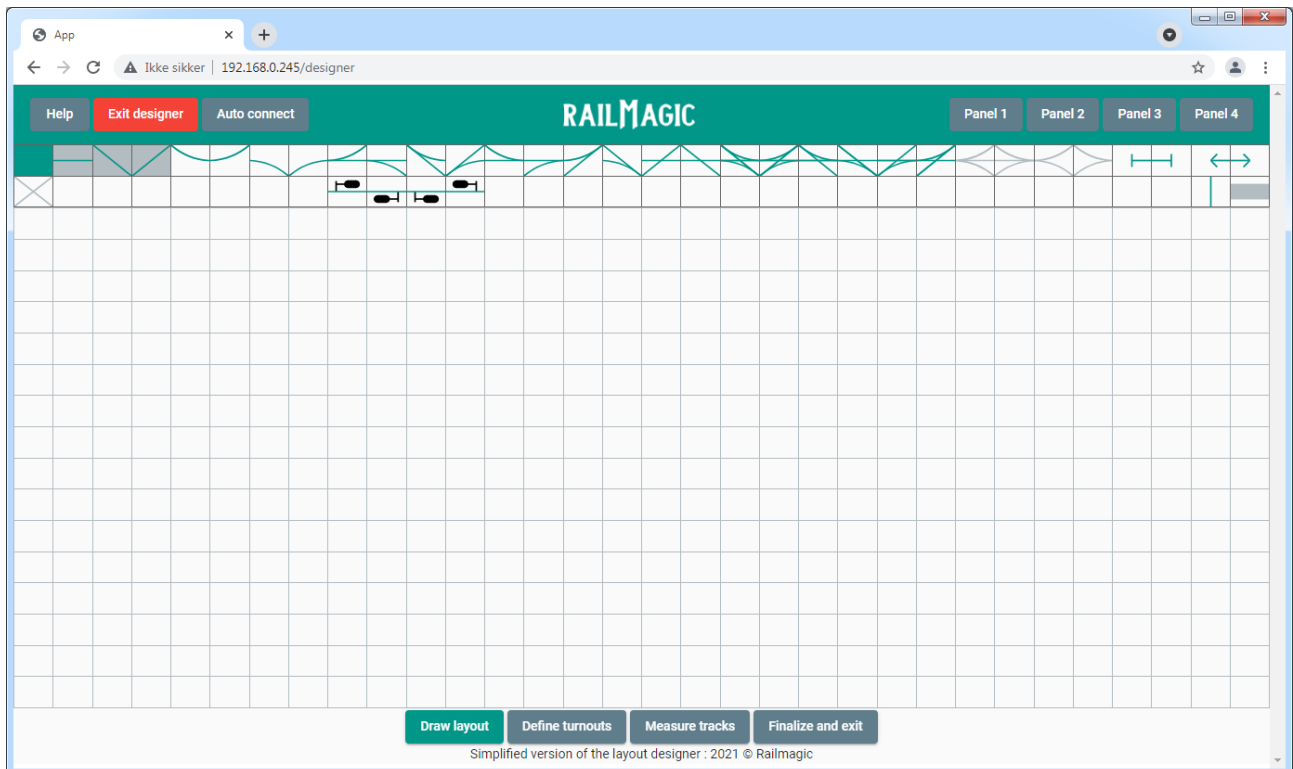 App
Ikke sikker | 192.168.0.245/designer
Help Exit designer Auto connect RAILMAGIC Panel 1 Panel 2 Panel 3 Panel 4
Draw layout Define turnouts Measure tracks Finalize and exit
Simplified version of the layout designer : 2021 © Railmagic